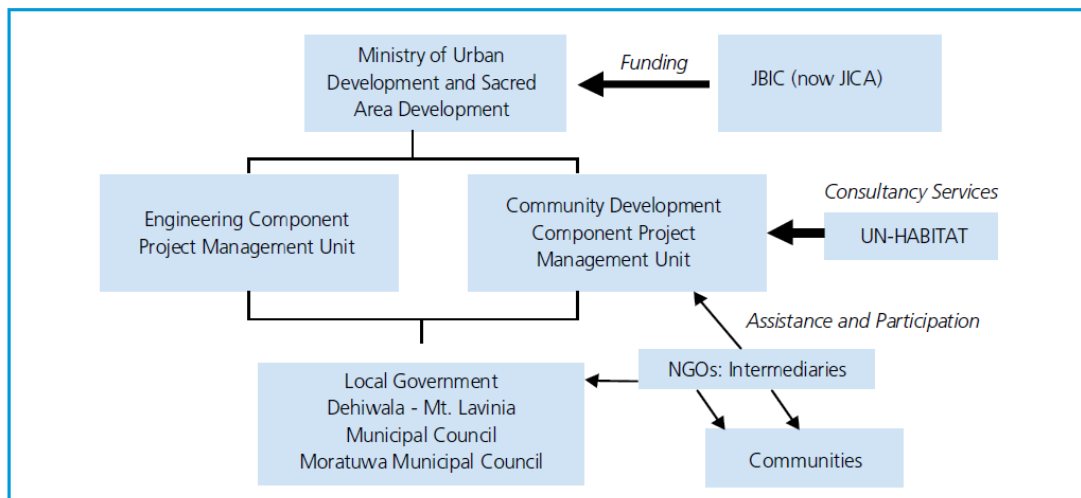 Ministry of Urban
Development and Sacred
Area Development
Funding
JBIC (now JICA)
Engineering Component
Project Management Unit
Community Development
Component Project
Management Unit
Consultancy Services
UN-HABITAT
Assistance and Participation
NGOs: Intermediaries
Local Government
Dehiwala - Mt. Lavinia
Municipal Council
Moratuwa Municipal Council
Communities